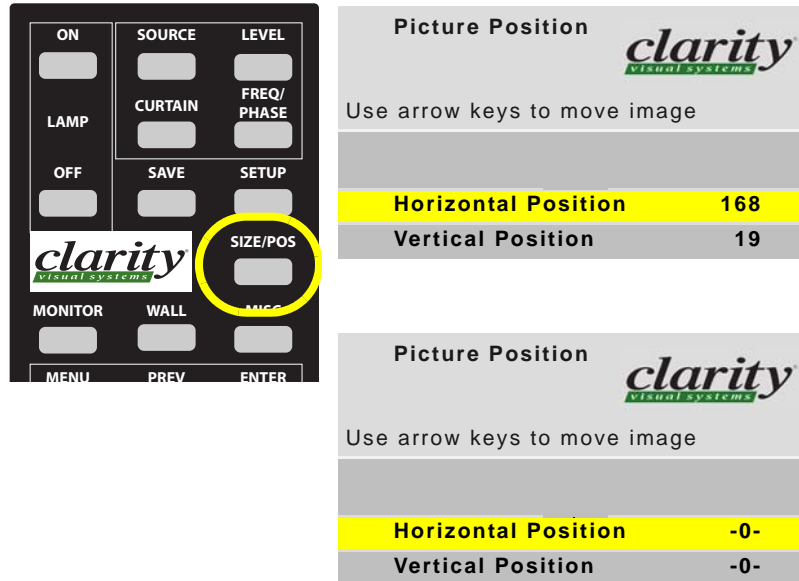 ON SOURCE LEVEL
LAMP CURTAIN FREQ/
PHASE
OFF SAVE SETUP
clarity SIZE/POS
visual systems
MONITOR WALL MISC
MENU PREV ENTER
Picture Position clarity
visual systems
Use arrow keys to move image
Horizontal Position 168
Vertical Position 19
Picture Position clarity
visual systems
Use arrow keys to move image
Horizontal Position -0-
Vertical Position -0-